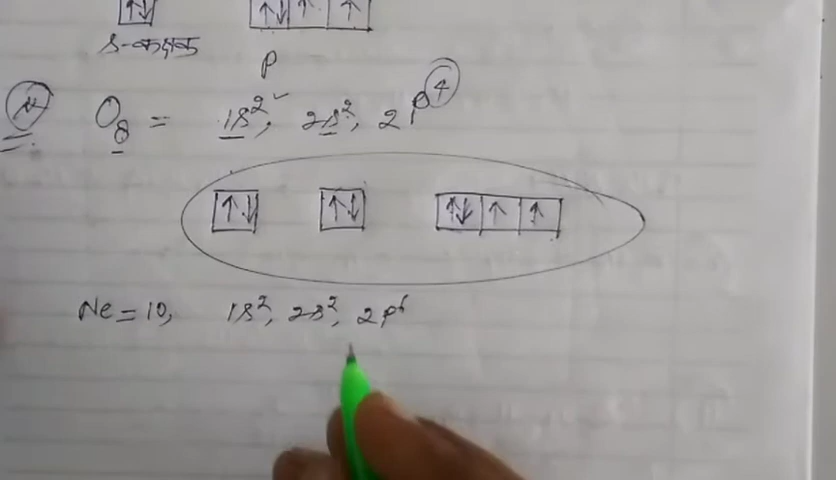 ↑↓ ↑↓ ↑ ↑
s-कक्षक
P
O₈ = 1s², 2s², 2P⁴
↑↓ ↑↓ ↑↓ ↑ ↑
Ne = 10, 1s², 2s², 2p⁶